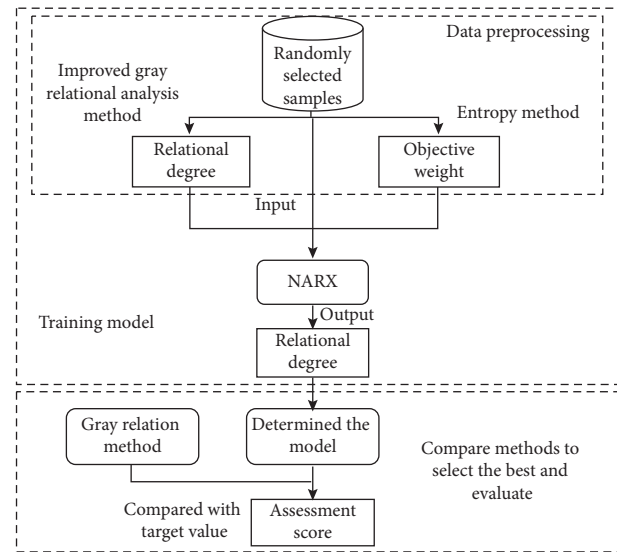 Data preprocessing
Randomly
selected
samples
Improved gray
relational analysis
method
Entropy method
Relational
degree
Objective
weight
Input
NARX
Output
Training model
Relational
degree
Gray relation
method
Determined the
model
Compare methods to
select the best and
evaluate
Compared with
target value
Assessment
score